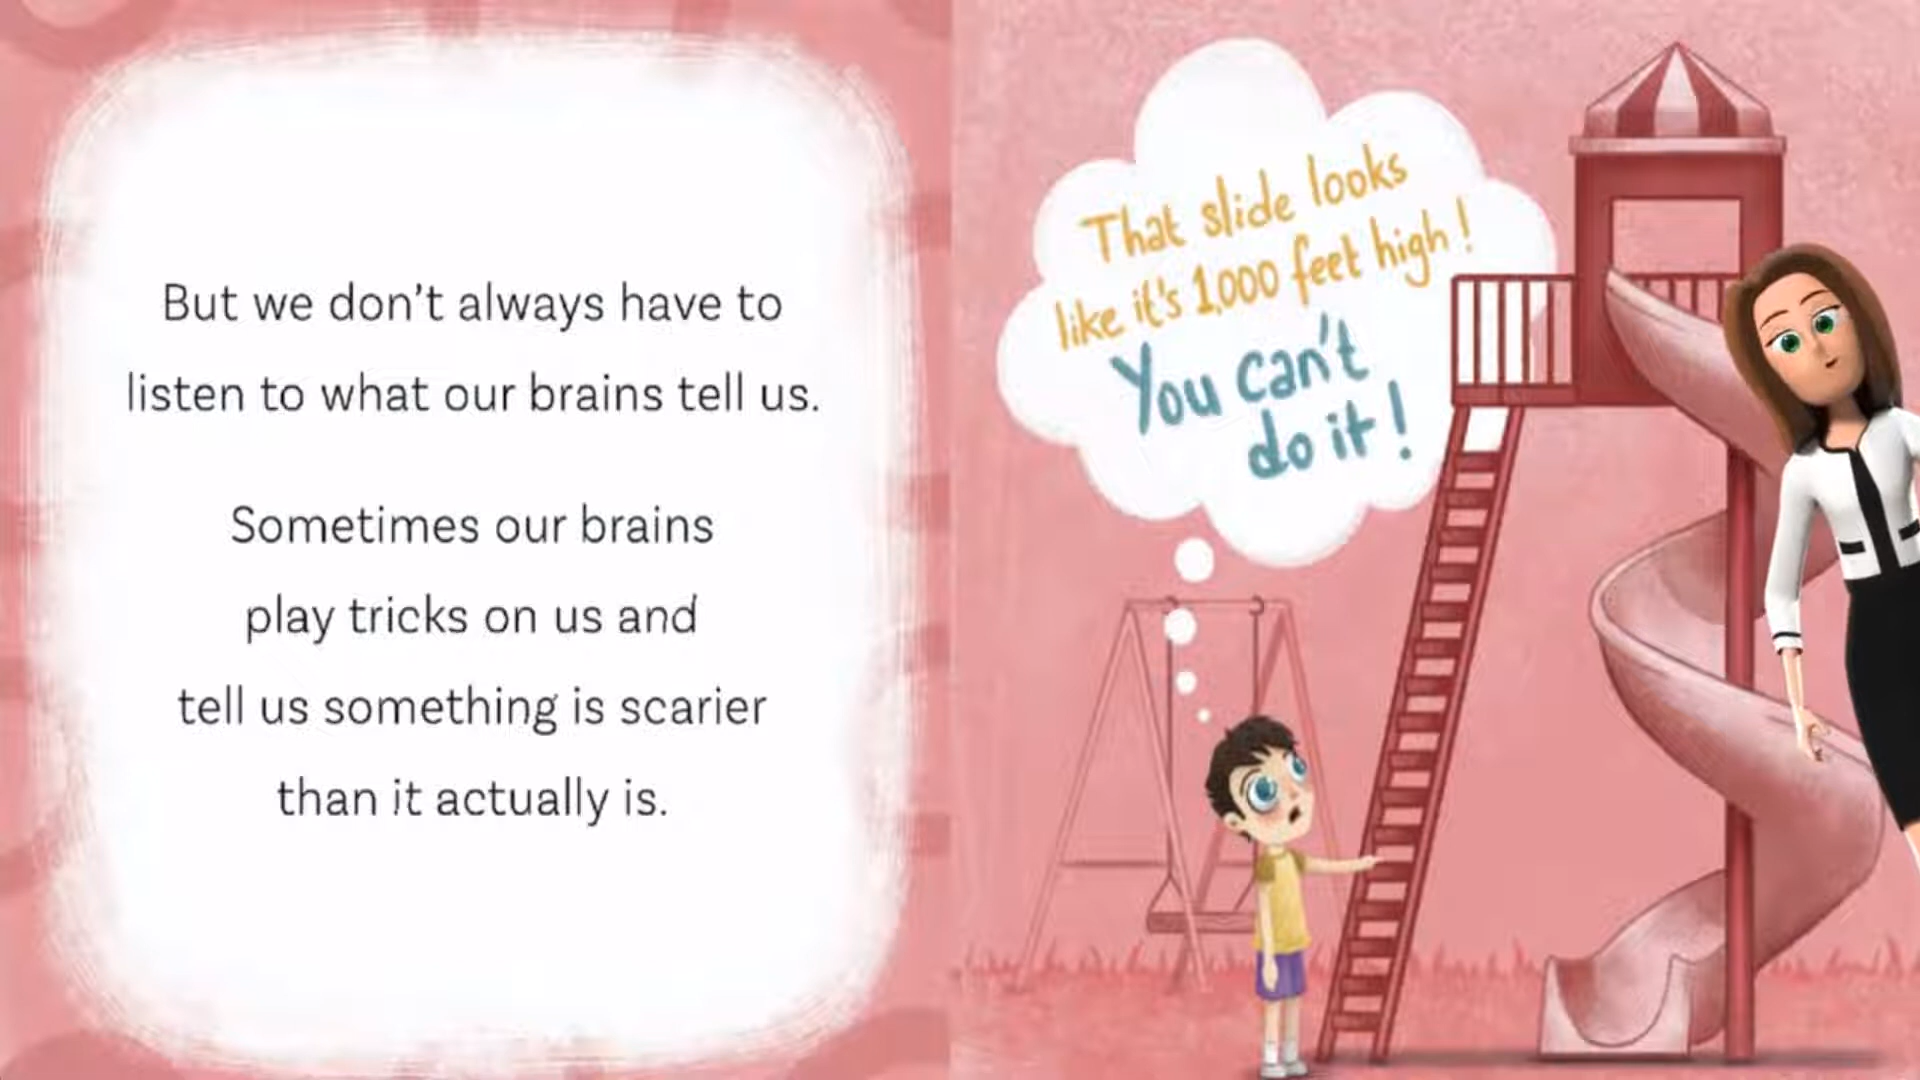 But we don't always have to
listen to what our brains tell us.
Sometimes our brains
play tricks on us and
tell us something is scarier
than it actually is.
That slide looks
like it's 1,000 feet high!
You can't
do it!